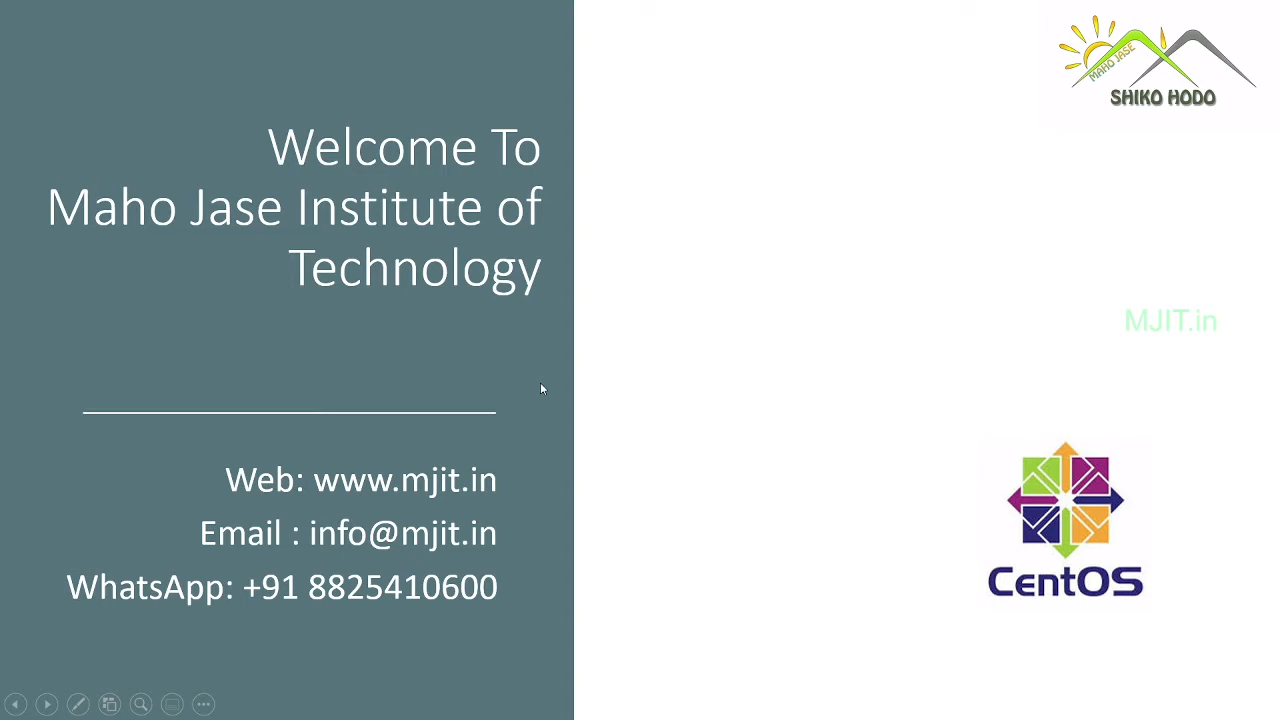 Welcome To
Maho Jase Institute of
Technology
Web: www.mjit.in
Email : info@mjit.in
WhatsApp: +91 8825410600
MAHO JASE
SHIKO HODO
MJIT.in
CentOS